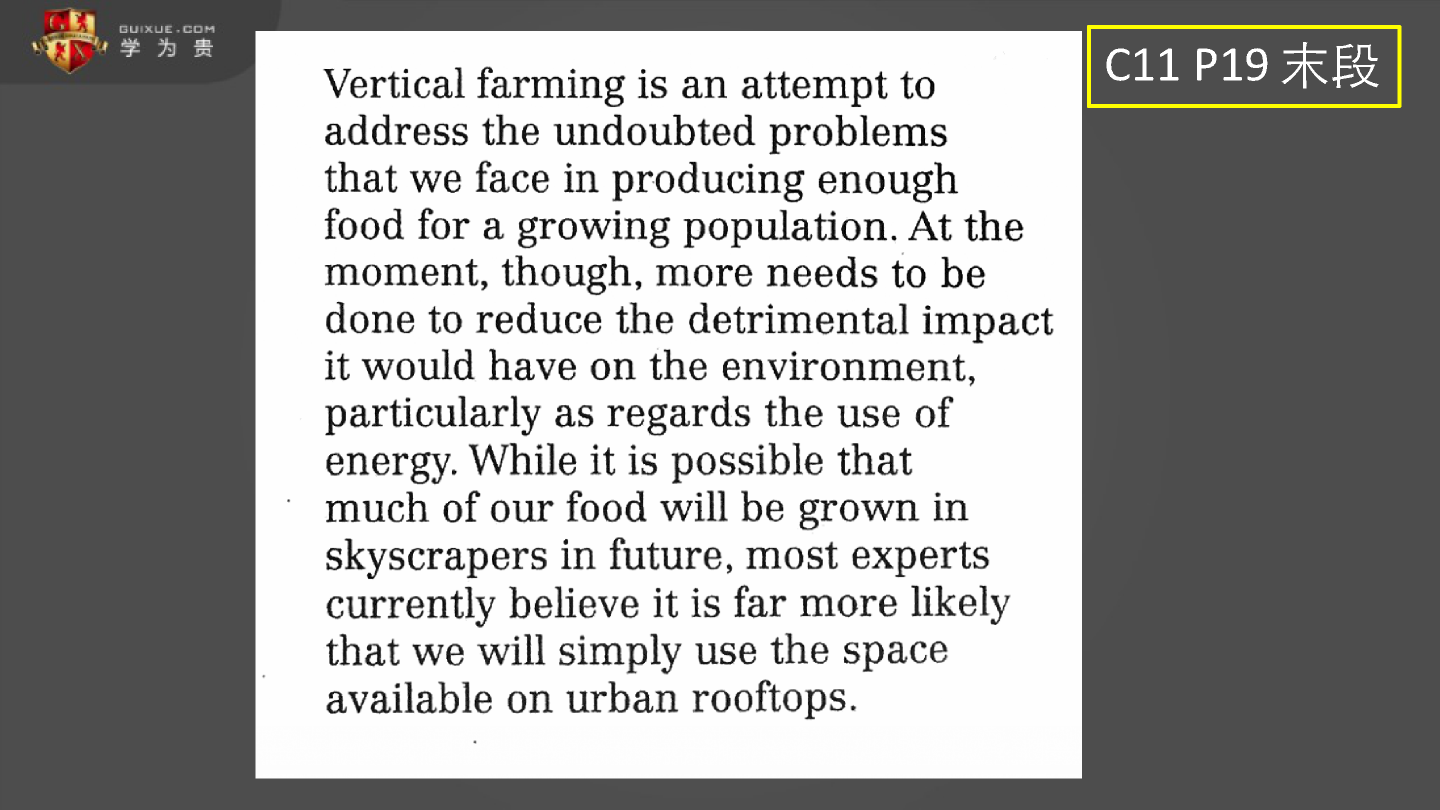 GUIXUE.COM
学为贵
C11 P19 末段
Vertical farming is an attempt to
address the undoubted problems
that we face in producing enough
food for a growing population. At the
moment, though, more needs to be
done to reduce the detrimental impact
it would have on the environment,
particularly as regards the use of
energy. While it is possible that
much of our food will be grown in
skyscrapers in future, most experts
currently believe it is far more likely
that we will simply use the space
available on urban rooftops.